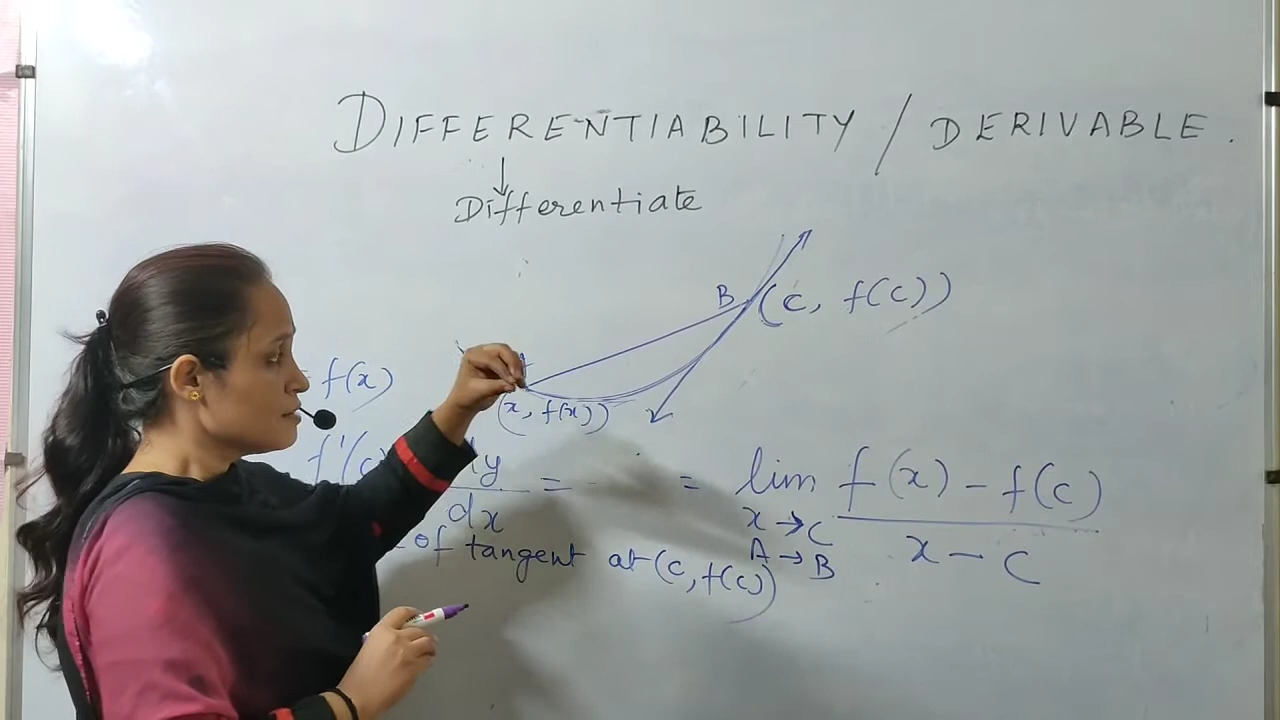 DIFFERENTIABILITY / DERIVABLE.
↓
Differentiate
B (c, f(c))
f(x)
(x, f(x))
f'(c) dy/dx = = lim f(x) - f(c) / x - c
x → c
A → B
of tangent at (c, f(c))